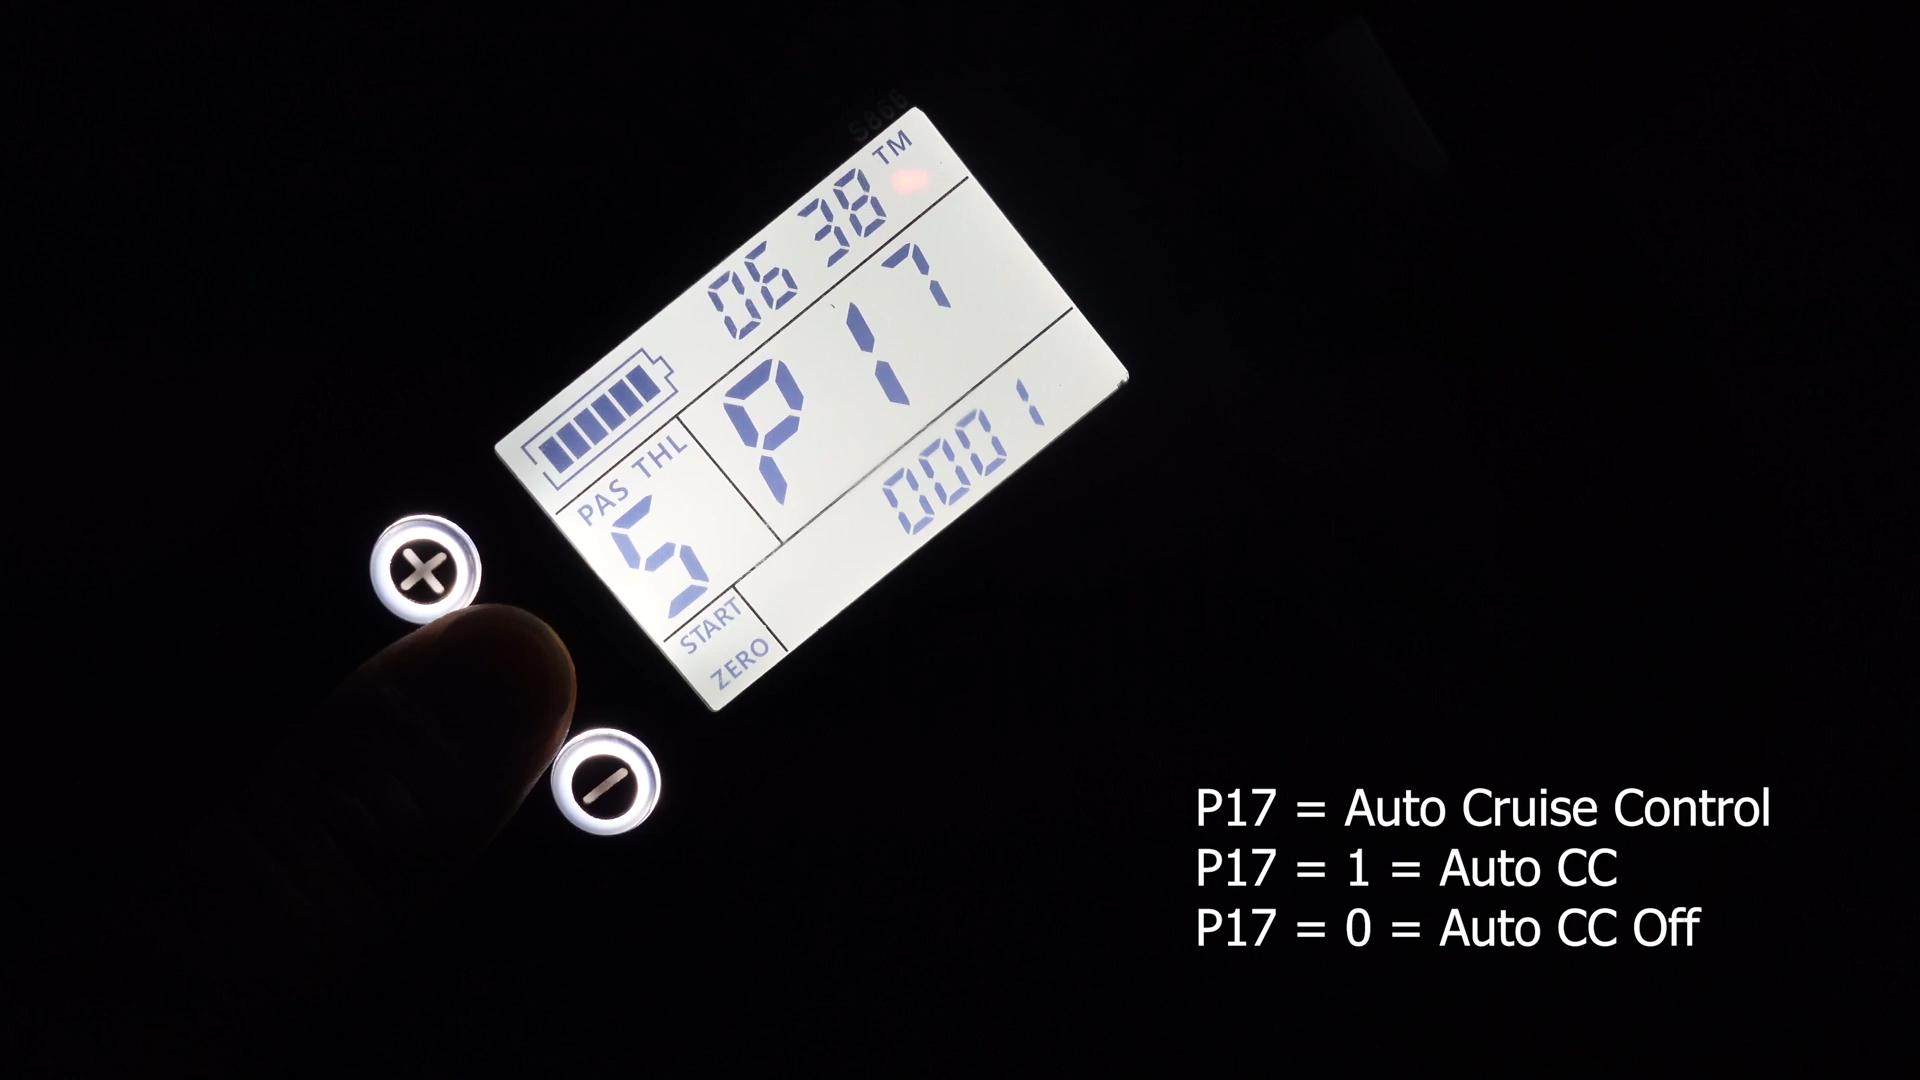 S866
TM
06 38
P17
PAS THL
5
0001
START
ZERO
P17 = Auto Cruise Control
P17 = 1 = Auto CC
P17 = 0 = Auto CC Off